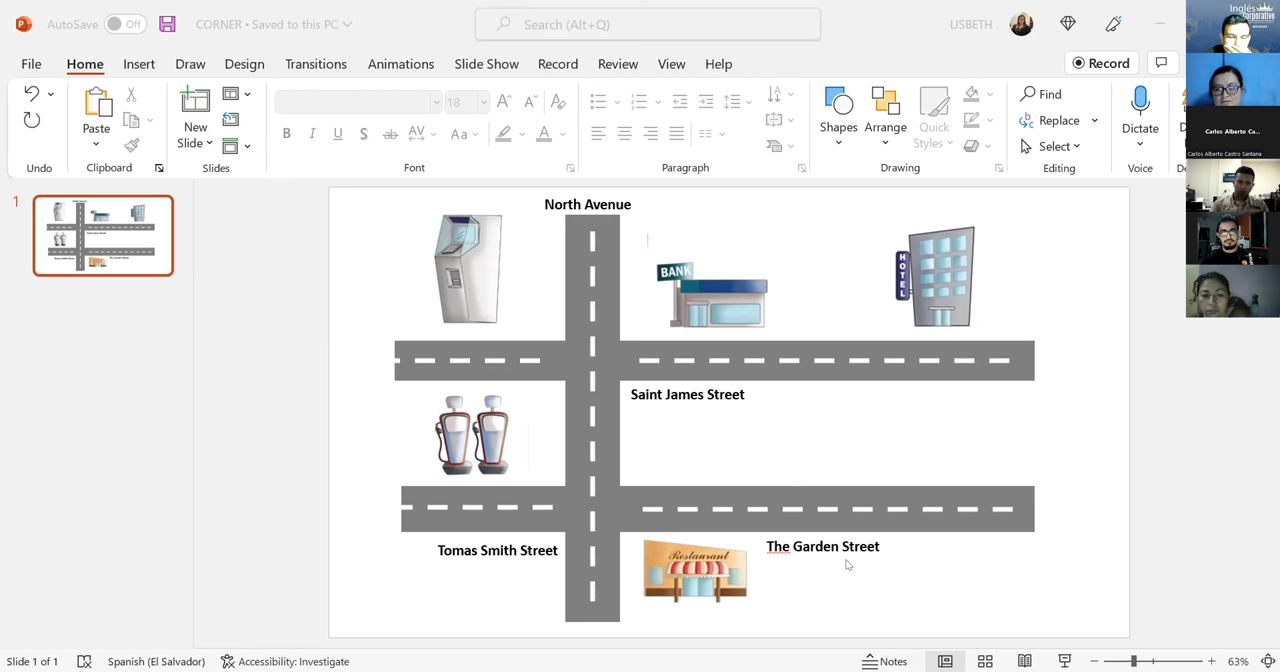 AutoSave Off CORNER • Saved to this PC Search (Alt+Q) LISBETH .
File Home Insert Draw Design Transitions Animations Slide Show Record Review View Help Record
Paste New Slide 18 Shapes Arrange Quick Styles Find Replace Select Dictate
Undo Clipboard Slides Font Paragraph Drawing Editing Voice
Inglés
Corporativo
Carlos Alberto Ca...
Carlos Alberto Castro Santana
1
North Avenue
BANK
HOTEL
Saint James Street
Tomas Smith Street
The Garden Street
Restaurant
Slide 1 of 1 Spanish (El Salvador) Accessibility: Investigate Notes 63%